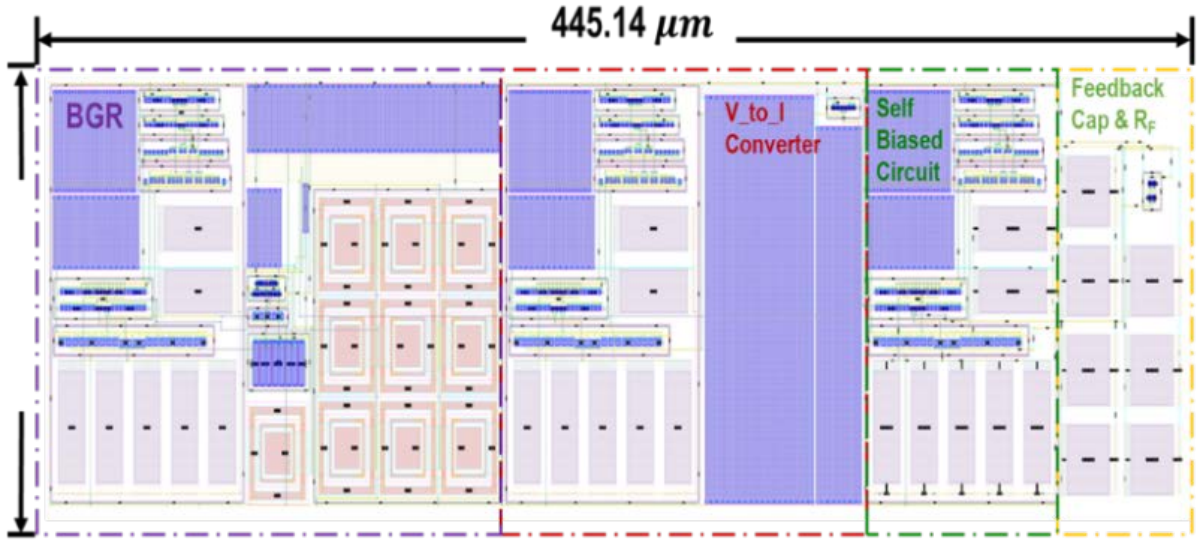 445.14 μm
BGR
V_to_I
Converter
Self
Biased
Circuit
Feedback
Cap & R_F